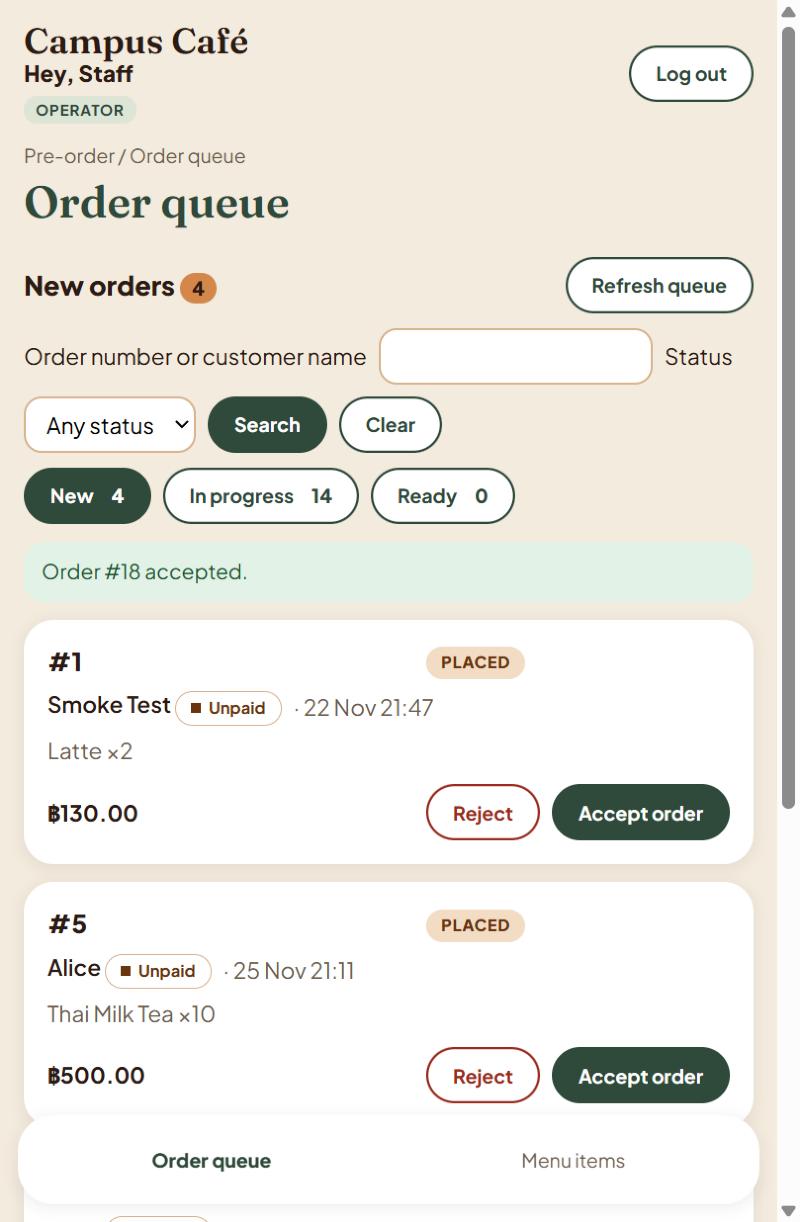 Campus Café
Hey, Staff
Log out
OPERATOR
Pre-order / Order queue
Order queue
New orders 4
Refresh queue
Order number or customer name
Status
Any status
Search
Clear
New 4
In progress 14
Ready 0
Order #18 accepted.
#1
PLACED
Smoke Test Unpaid · 22 Nov 21:47
Latte ×2
฿130.00
Reject
Accept order
#5
PLACED
Alice Unpaid · 25 Nov 21:11
Thai Milk Tea ×10
฿500.00
Reject
Accept order
Order queue
Menu items